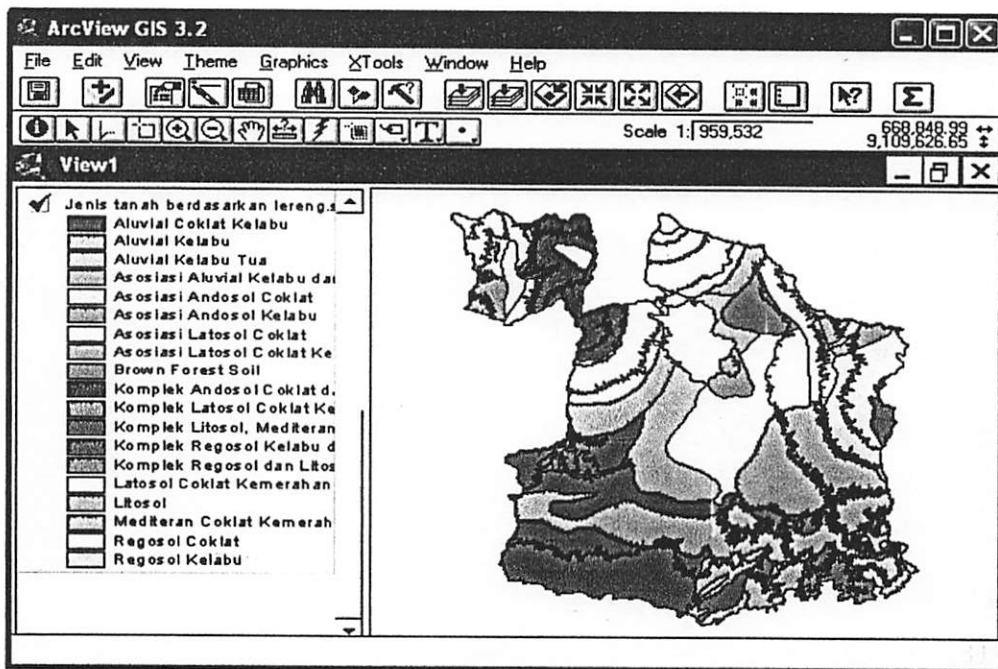 ArcView GIS 3.2
File Edit View Theme Graphics XTools Window Help
Scale 1: 959,532
668,848.99
9,109,626.65
View1
Jenis tanah berdasarkan lereng.s
Aluvial Coklat Kelabu
Aluvial Kelabu
Aluvial Kelabu Tua
Asosiasi Aluvial Kelabu dai
Asosiasi Andosol Coklat
Asosiasi Andosol Kelabu
Asosiasi Latosol Coklat
Asosiasi Latosol Coklat Ke
Brown Forest Soil
Komplek Andosol Coklat d.
Komplek Latosol Coklat Ke
Komplek Litosol, Mediteran
Komplek Regosol Kelabu d
Komplek Regosol dan Litos
Latosol Coklat Kemerahan
Litosol
Mediteran Coklat Kemerah
Regosol Coklat
Regosol Kelabu